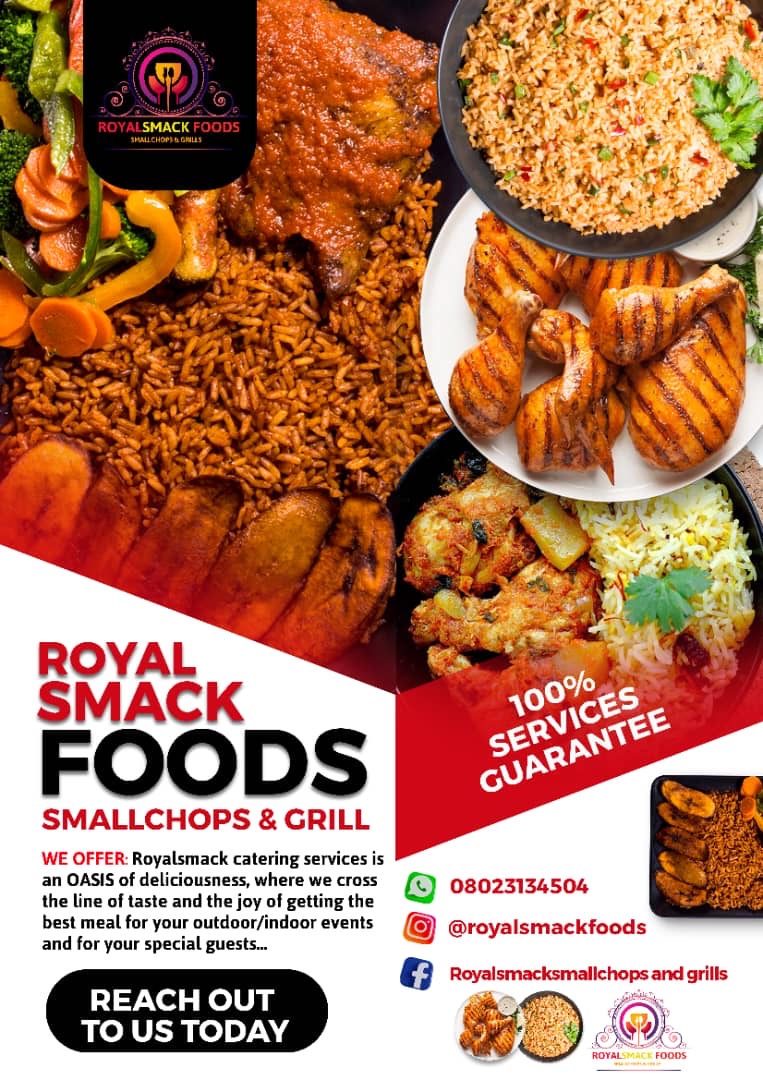 ROYALSMACK FOODS
SMALLCHOPS & GRILLS
ROYAL
SMACK
FOODS
SMALLCHOPS & GRILL
WE OFFER: Royalsmack catering services is
an OASIS of deliciousness, where we cross
the line of taste and the joy of getting the
best meal for your outdoor/indoor events
and for your special guests...
REACH OUT
TO US TODAY
100%
SERVICES
GUARANTEE
08023134504
@royalsmackfoods
Royalsmacksmallchops and grills
ROYALSMACK FOODS